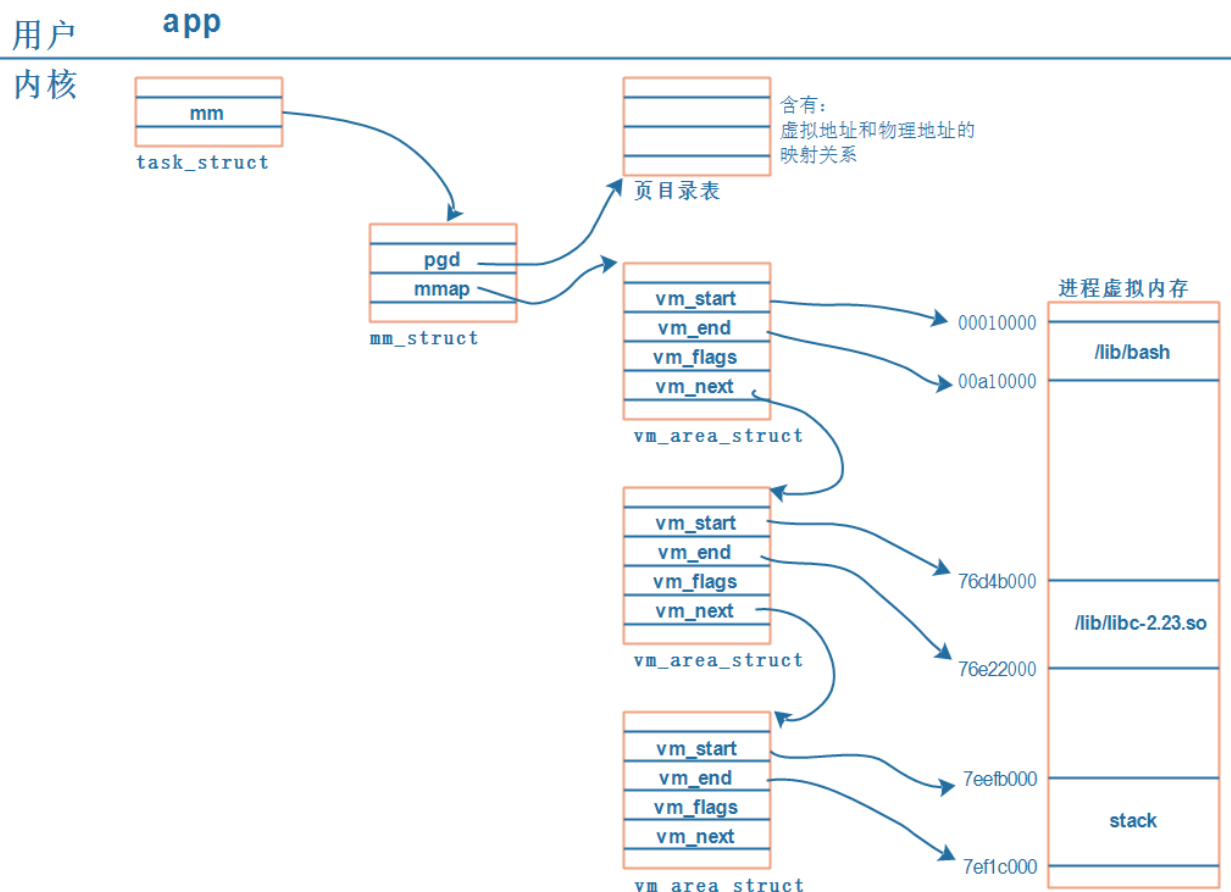 用户
app
内核
mm
task_struct
含有：
虚拟地址和物理地址的
映射关系
页目录表
pgd
mmap
mm_struct
vm_start
vm_end
vm_flags
vm_next
vm_area_struct
进程虚拟内存
00010000
/lib/bash
00a10000
vm_start
vm_end
vm_flags
vm_next
vm_area_struct
76d4b000
/lib/libc-2.23.so
76e22000
vm_start
vm_end
vm_flags
vm_next
vm_area_struct
7eefb000
stack
7ef1c000